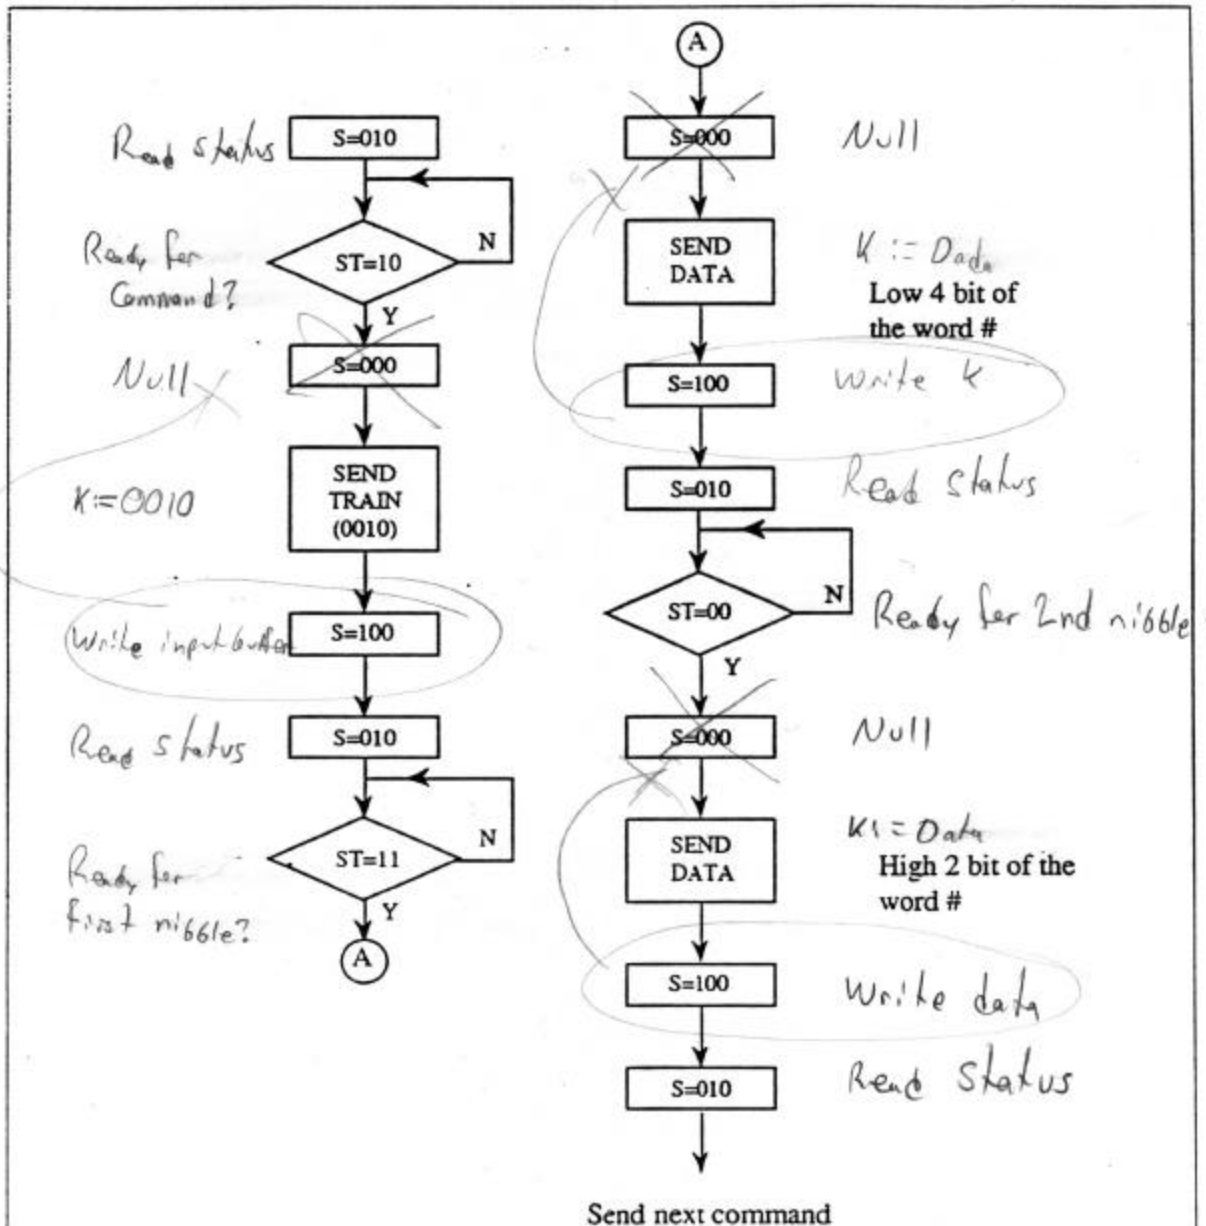 Read status
S=010
Ready for
Command?
ST=10
N
Y
Null
S=000
K:=0010
SEND
TRAIN
(0010)
Write input buffer
S=100
Read status
S=010
Ready for
first nibble?
ST=11
N
Y
A
A
S=000
Null
SEND
DATA
K := Dada
Low 4 bit of
the word #
S=100
Write K
S=010
Read status
ST=00
N
Ready for 2nd nibble
Y
S=000
Null
SEND
DATA
K:= Data
High 2 bit of the
word #
S=100
Write data
S=010
Read Status
Send next command